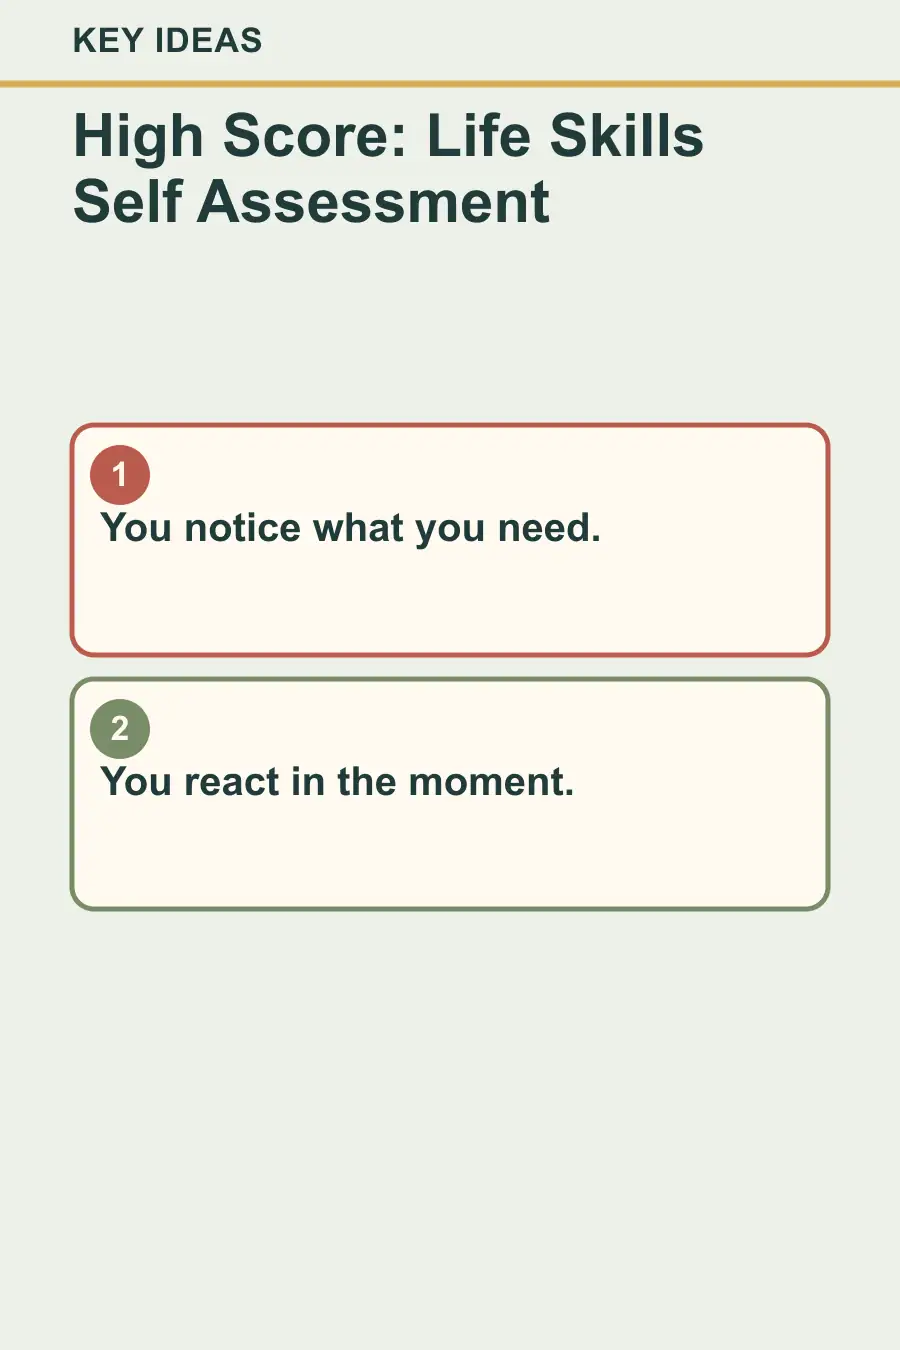 KEY IDEAS
High Score: Life Skills
Self Assessment
1
You notice what you need.
2
You react in the moment.